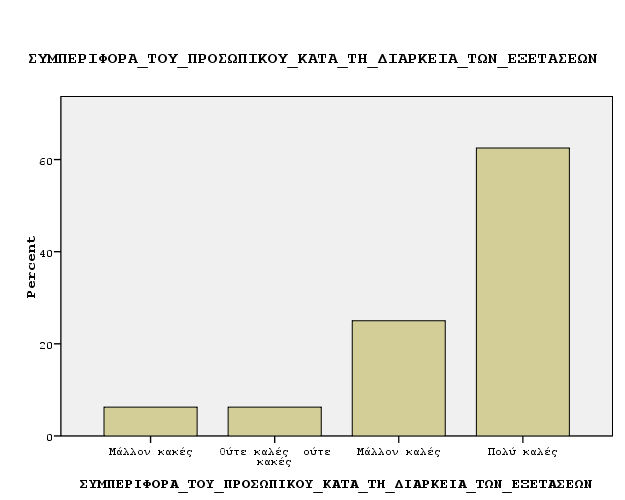 ΣΥΜΠΕΡΙΦΟΡΑ_ΤΟΥ_ΠΡΟΣΩΠΙΚΟΥ_ΚΑΤΑ_ΤΗ_ΔΙΑΡΚΕΙΑ_ΤΩΝ_ΕΞΕΤΑΣΕΩΝ
Percent
60
40
20
0
Μάλλον κακές
Ούτε καλές ούτε
κακές
Μάλλον καλές
Πολύ καλές
ΣΥΜΠΕΡΙΦΟΡΑ_ΤΟΥ_ΠΡΟΣΩΠΙΚΟΥ_ΚΑΤΑ_ΤΗ_ΔΙΑΡΚΕΙΑ_ΤΩΝ_ΕΞΕΤΑΣΕΩΝ